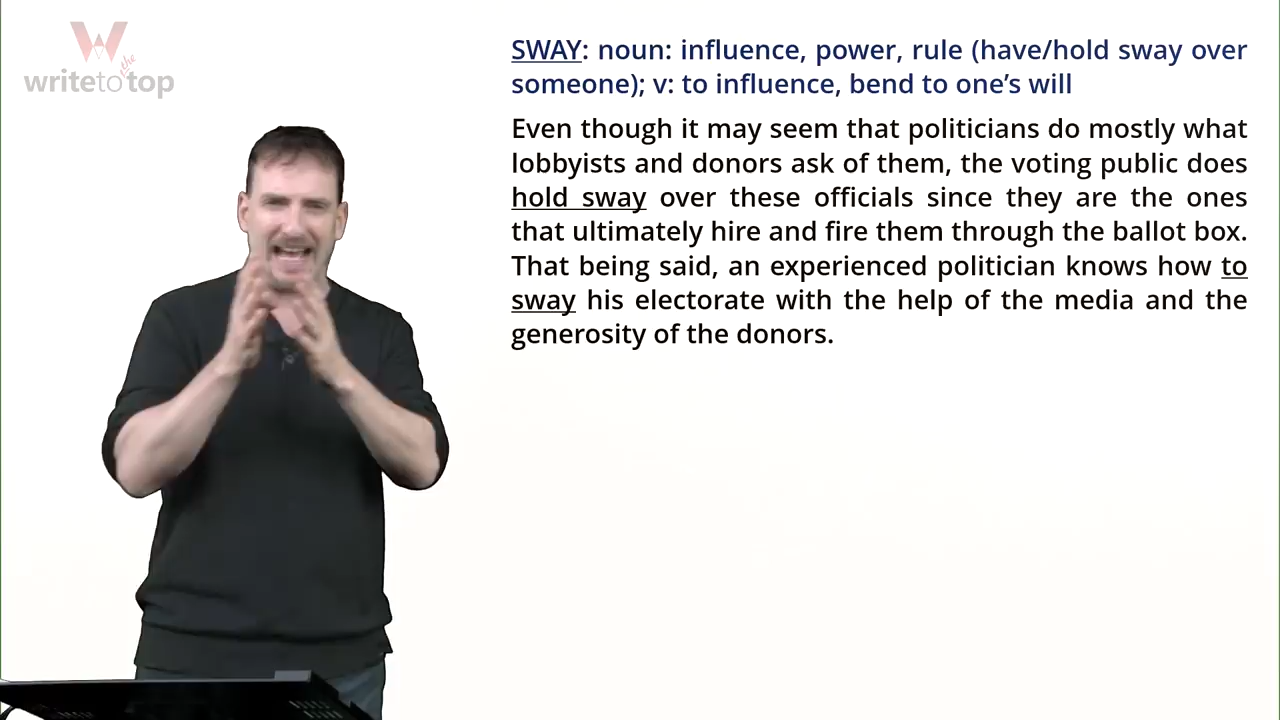 W
writetothetop
SWAY: noun: influence, power, rule (have/hold sway over
someone); v: to influence, bend to one’s will
Even though it may seem that politicians do mostly what
lobbyists and donors ask of them, the voting public does
hold sway over these officials since they are the ones
that ultimately hire and fire them through the ballot box.
That being said, an experienced politician knows how to
sway his electorate with the help of the media and the
generosity of the donors.